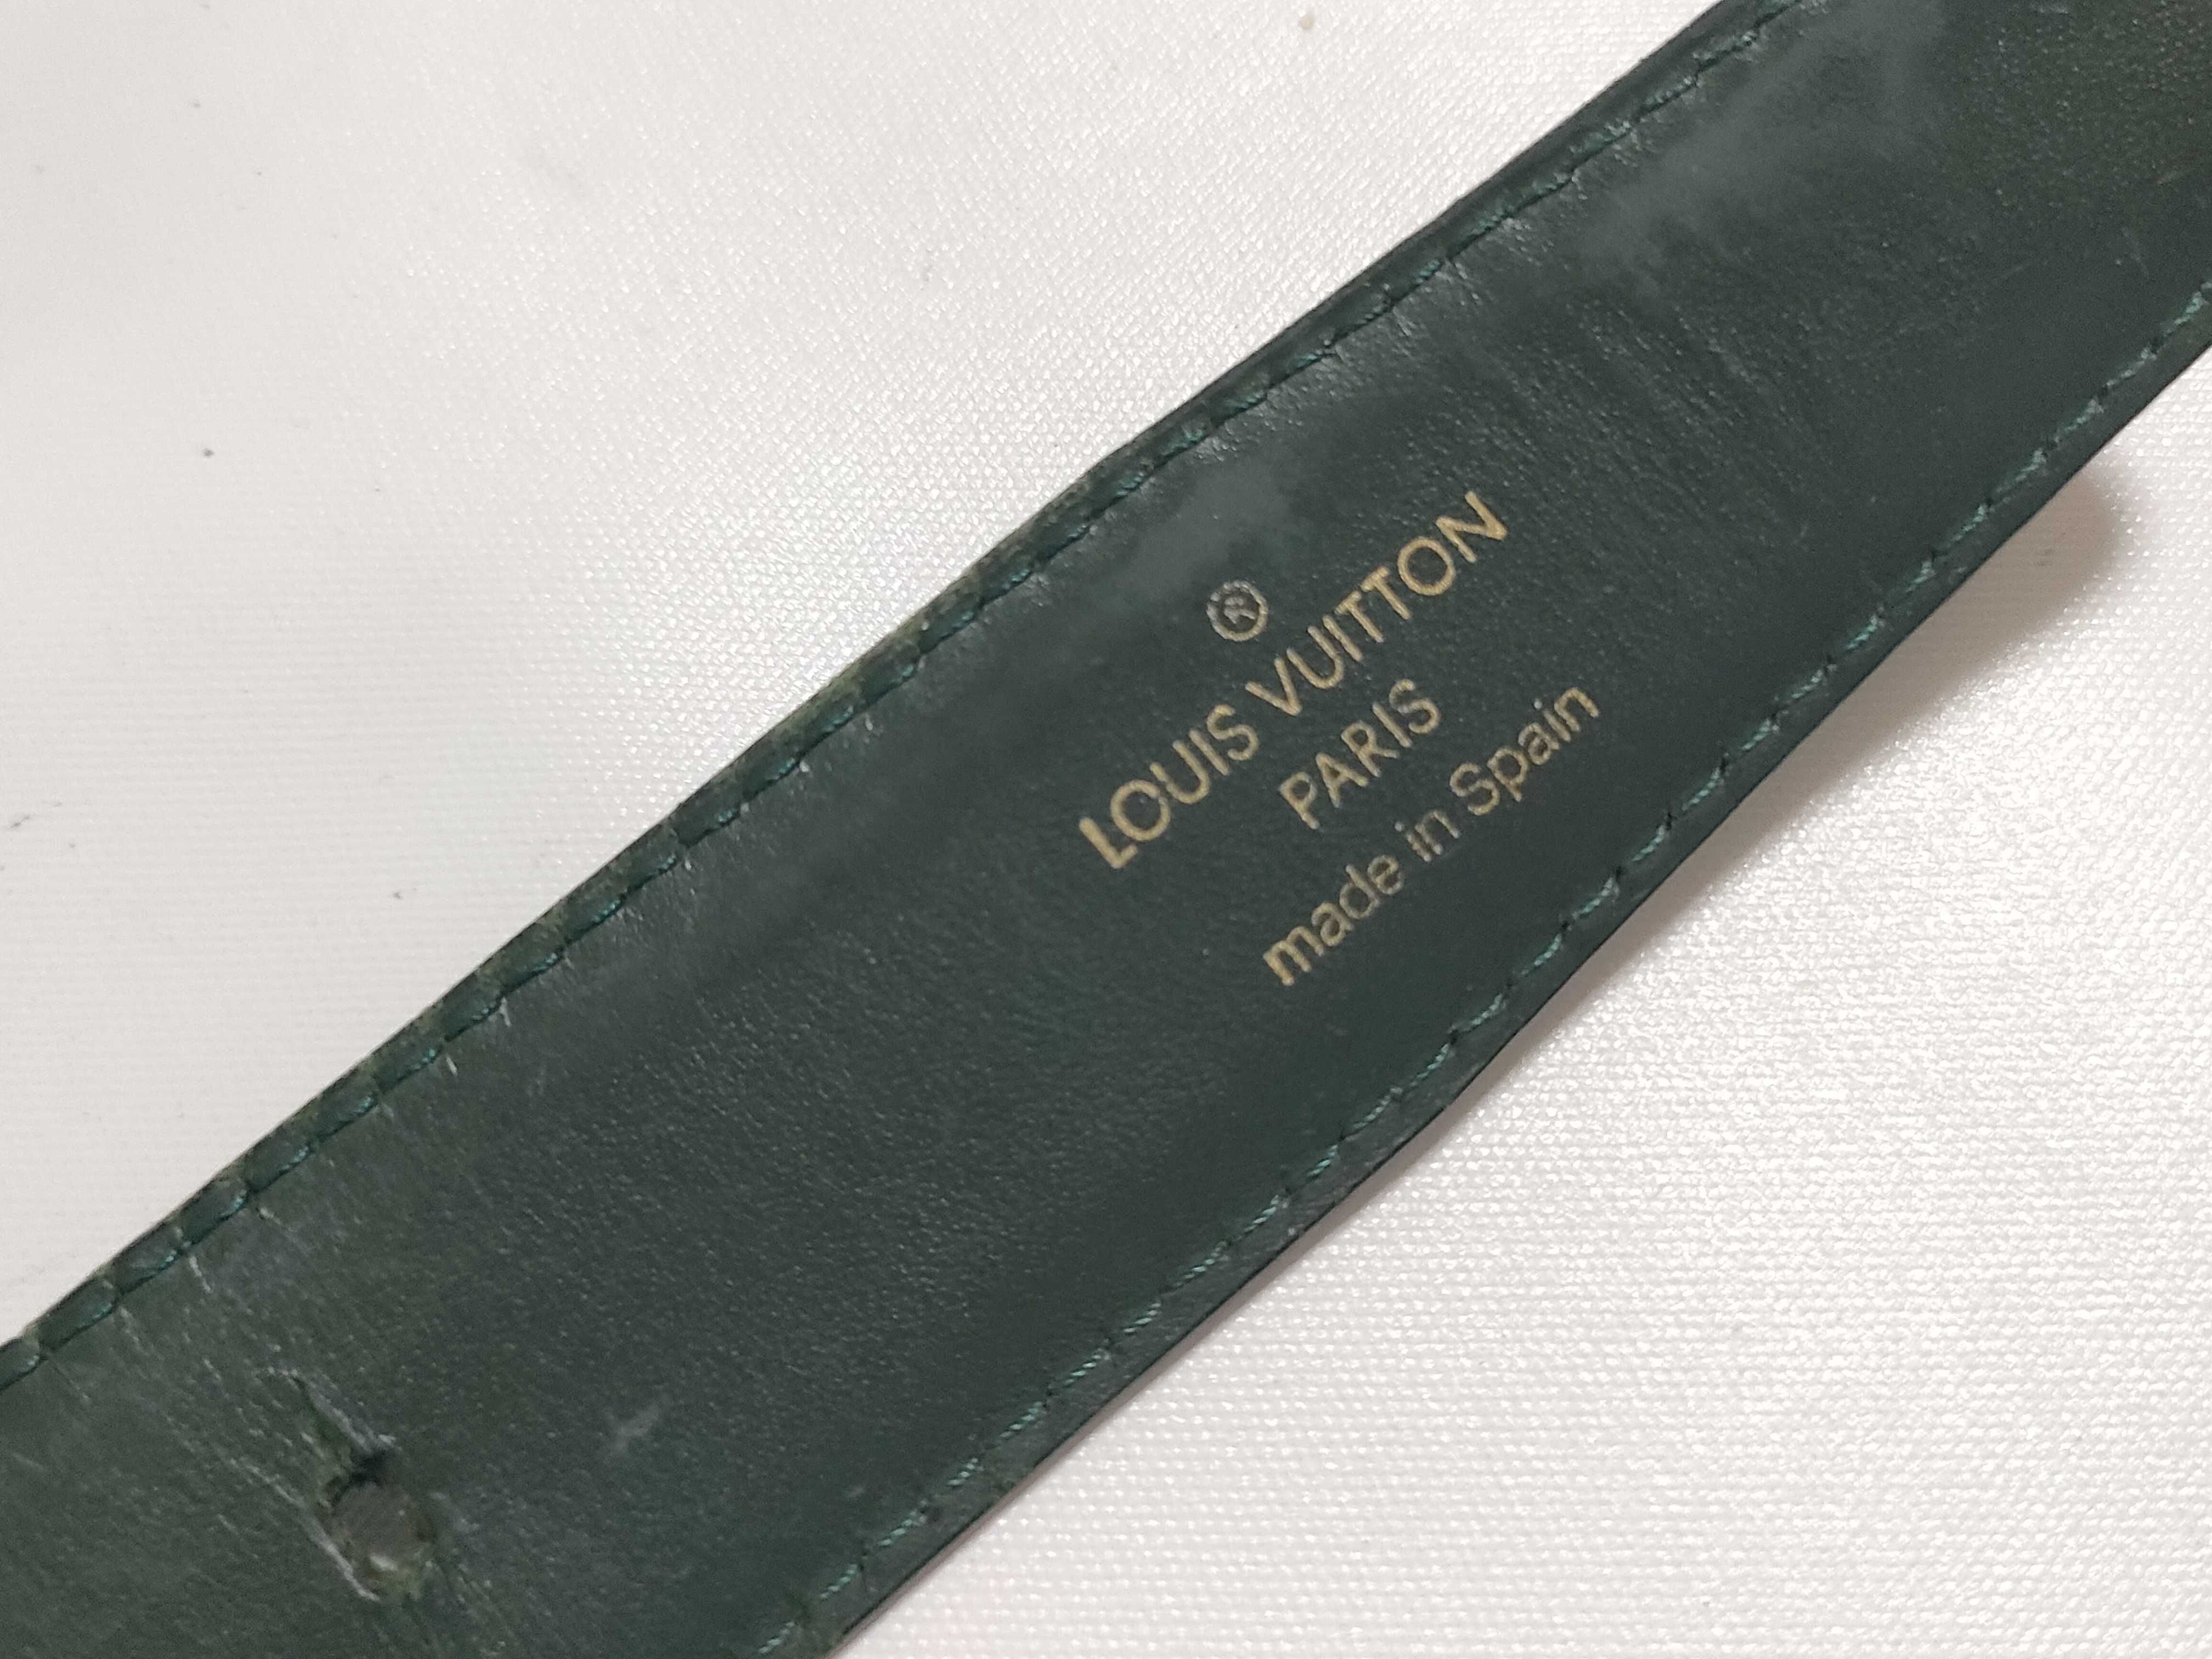 ®
LOUIS VUITTON
PARIS
made in Spain